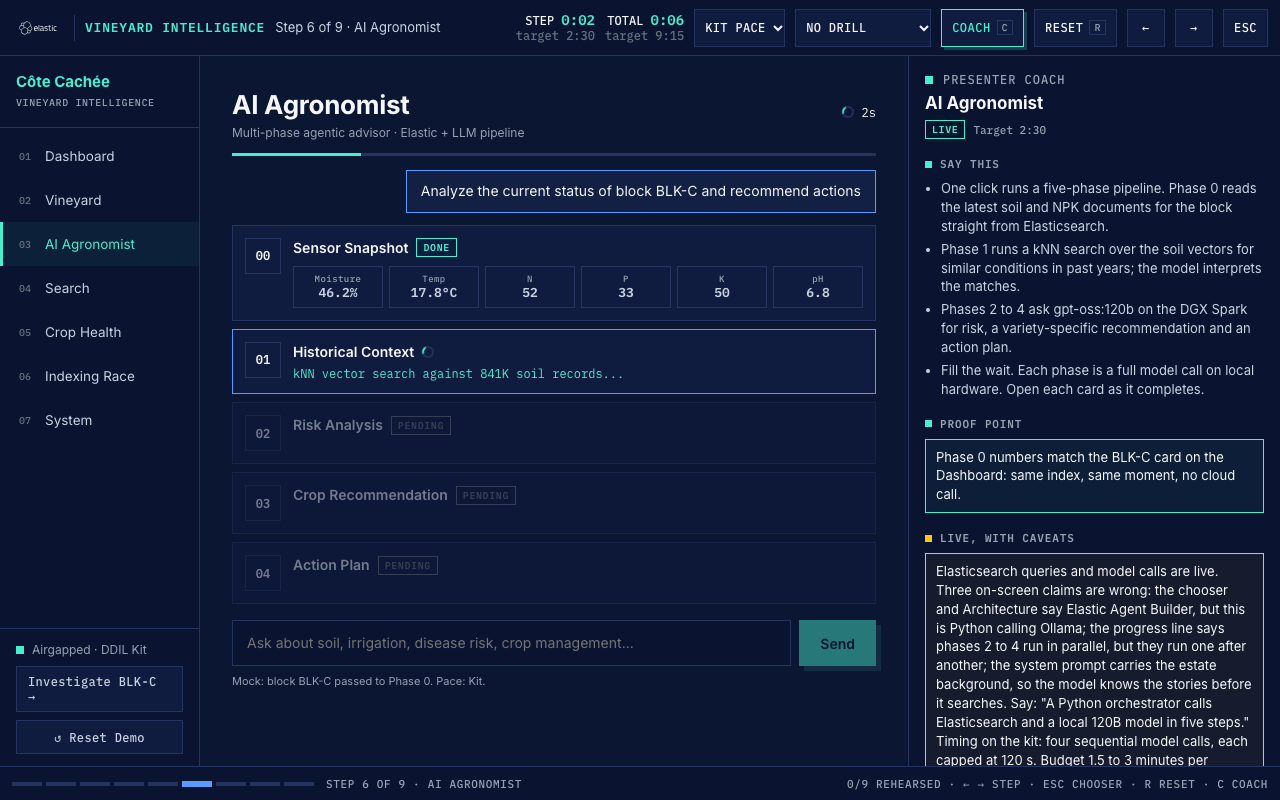 elastic
VINEYARD INTELLIGENCE
Step 6 of 9 · AI Agronomist
STEP 0:02 TOTAL 0:06
target 2:30 target 9:15
KIT PACE
NO DRILL
COACH C
RESET R
←
→
ESC
Côte Cachée
VINEYARD INTELLIGENCE
01 Dashboard
02 Vineyard
03 AI Agronomist
04 Search
05 Crop Health
06 Indexing Race
07 System
Airgapped · DDIL Kit
Investigate BLK-C
→
↺ Reset Demo
AI Agronomist
Multi-phase agentic advisor · Elastic + LLM pipeline
2s
Analyze the current status of block BLK-C and recommend actions
00 Sensor Snapshot DONE
Moisture Temp N P K pH
46.2% 17.8°C 52 33 50 6.8
01 Historical Context
kNN vector search against 841K soil records...
02 Risk Analysis PENDING
03 Crop Recommendation PENDING
04 Action Plan PENDING
Ask about soil, irrigation, disease risk, crop management...
Send
Mock: block BLK-C passed to Phase 0. Pace: Kit.
PRESENTER COACH
AI Agronomist
LIVE Target 2:30
SAY THIS
• One click runs a five-phase pipeline. Phase 0 reads
the latest soil and NPK documents for the block
straight from Elasticsearch.
• Phase 1 runs a kNN search over the soil vectors for
similar conditions in past years; the model interprets
the matches.
• Phases 2 to 4 ask gpt-oss:120b on the DGX Spark
for risk, a variety-specific recommendation and an
action plan.
• Fill the wait. Each phase is a full model call on local
hardware. Open each card as it completes.
PROOF POINT
Phase 0 numbers match the BLK-C card on the
Dashboard: same index, same moment, no cloud
call.
LIVE, WITH CAVEATS
Elasticsearch queries and model calls are live.
Three on-screen claims are wrong: the chooser
and Architecture say Elastic Agent Builder, but this
is Python calling Ollama; the progress line says
phases 2 to 4 run in parallel, but they run one after
another; the system prompt carries the estate
background, so the model knows the stories before
it searches. Say: "A Python orchestrator calls
Elasticsearch and a local 120B model in five steps."
Timing on the kit: four sequential model calls, each
capped at 120 s. Budget 1.5 to 3 minutes per
STEP 6 OF 9 · AI AGRONOMIST
0/9 REHEARSED · ← → STEP · ESC CHOOSER · R RESET · C COACH